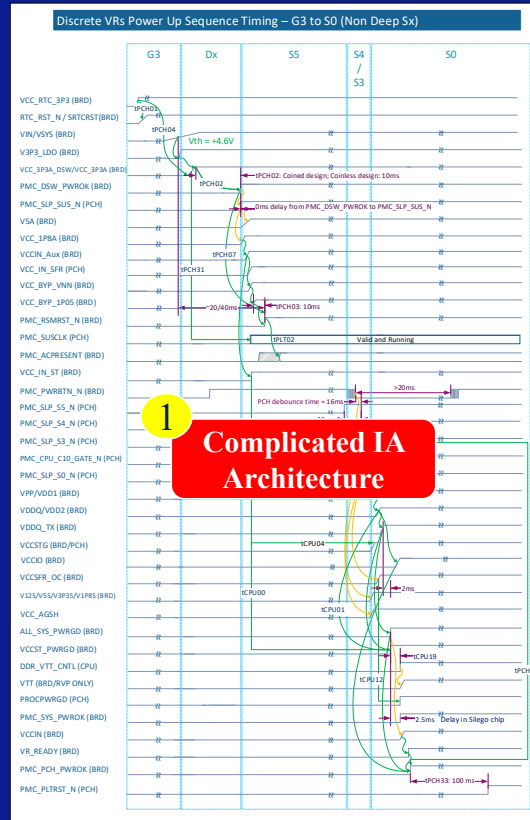 Discrete VRs Power Up Sequence Timing – G3 to S0 (Non Deep Sx)
G3
Dx
S5
S4
/
S3
S0
VCC_RTC_3P3 (BRD)
tPCH01
RTC_RST_N / SRTCRST(BRD)
tPCH04
VIN/VSYS (BRD)
Vth = +4.6V
V3P3_LDO (BRD)
VCC_3P3A_DSW/VCC_3P3A (BRD)
tPCH02: Coined design; Coinless design: 10ms
PMC_DSW_PWROK (BRD)
tPCH02
PMC_SLP_SUS_N (PCH)
0ms delay from PMC_DSW_PWROK to PMC_SLP_SUS_N
V5A (BRD)
VCC_1P8A (BRD)
VCCIN_Aux (BRD)
tPCH07
VCC_IN_SFR (PCH)
tPCH31
VCC_BYP_VNN (BRD)
VCC_BYP_1P05 (BRD)
~20/40ms
tPCH03: 10ms
PMC_RSMRST_N (BRD)
PMC_SUSCLK (PCH)
tPLT02
Valid and Running
PMC_ACPRESENT (BRD)
VCC_IN_ST (BRD)
PMC_PWRBTN_N (BRD)
>20ms
PCH debounce time = 16ms
PMC_SLP_S5_N (PCH)
PMC_SLP_S4_N (PCH)
PMC_SLP_S3_N (PCH)
1
Complicated IA
Architecture
PMC_CPU_C10_GATE_N (PCH)
PMC_SLP_S0_N (PCH)
VPP/VDD1 (BRD)
VDDQ/VDD2 (BRD)
VDDQ_TX (BRD)
VCCSTG (BRD/PCH)
tCPU04
VCCIO (BRD)
VCCSFR_OC (BRD)
tCPU00
2ms
V12S/V5S/V3P3S/V1P8S (BRD)
tCPU01
VCC_AGSH
ALL_SYS_PWRGD (BRD)
VCCST_PWRGD (BRD)
tCPU19
DDR_VTT_CNTL (CPU)
tPCH
VTT (BRD/RVP ONLY)
tCPU12
PROCPWRGD (PCH)
PMC_SYS_PWROK (BRD)
2.5ms Delay in Silego chip
VCCIN (BRD)
VR_READY (BRD)
PMC_PCH_PWROK (BRD)
tPCH33: 100 ms
PMC_PLTRST_N (PCH)